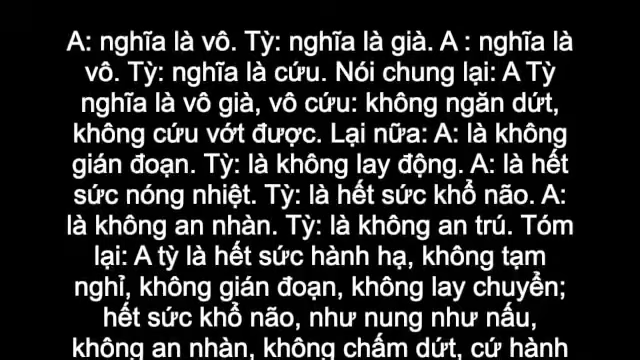 A: nghĩa là vô. Tỳ: nghĩa là già. A : nghĩa là
vô. Tỳ: nghĩa là cứu. Nói chung lại: A Tỳ
nghĩa là vô già, vô cứu: không ngăn dứt,
không cứu vớt được. Lại nữa: A: là không
gián đoạn. Tỳ: là không lay động. A: là hết
sức nóng nhiệt. Tỳ: là hết sức khổ não. A:
là không an nhàn. Tỳ: là không an trú. Tóm
lại: A tỳ là hết sức hành hạ, không tạm
nghỉ, không gián đoạn, không lay chuyển;
hết sức khổ não, như nung như nấu,
không an nhàn, không chấm dứt, cứ hành